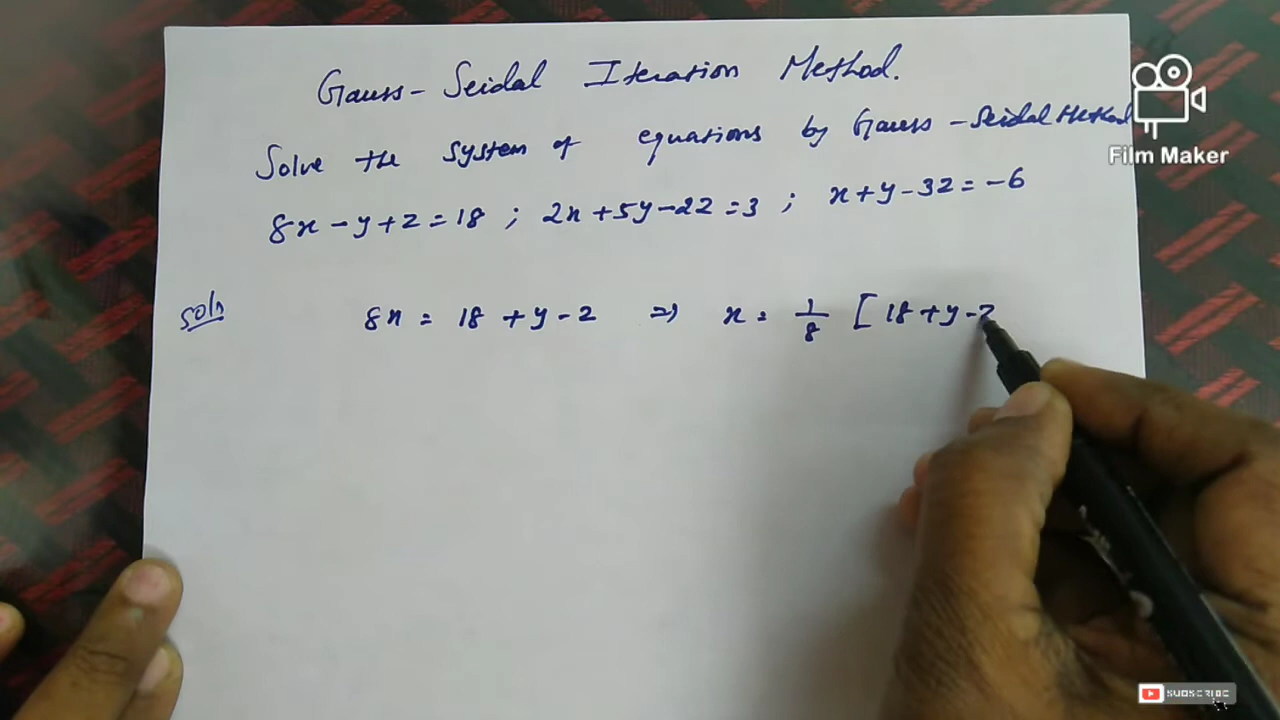 Gauss - Seidal Iteration Method.
Solve the system of equations by Gauss - Seidal Method
8x - y + z = 18 ; 2x + 5y - 2z = 3 ; x + y - 3z = -6
Soln 8x = 18 + y - z ⇒ x = 1/8 [ 18 + y - z
Film Maker
SUBSCRIBE